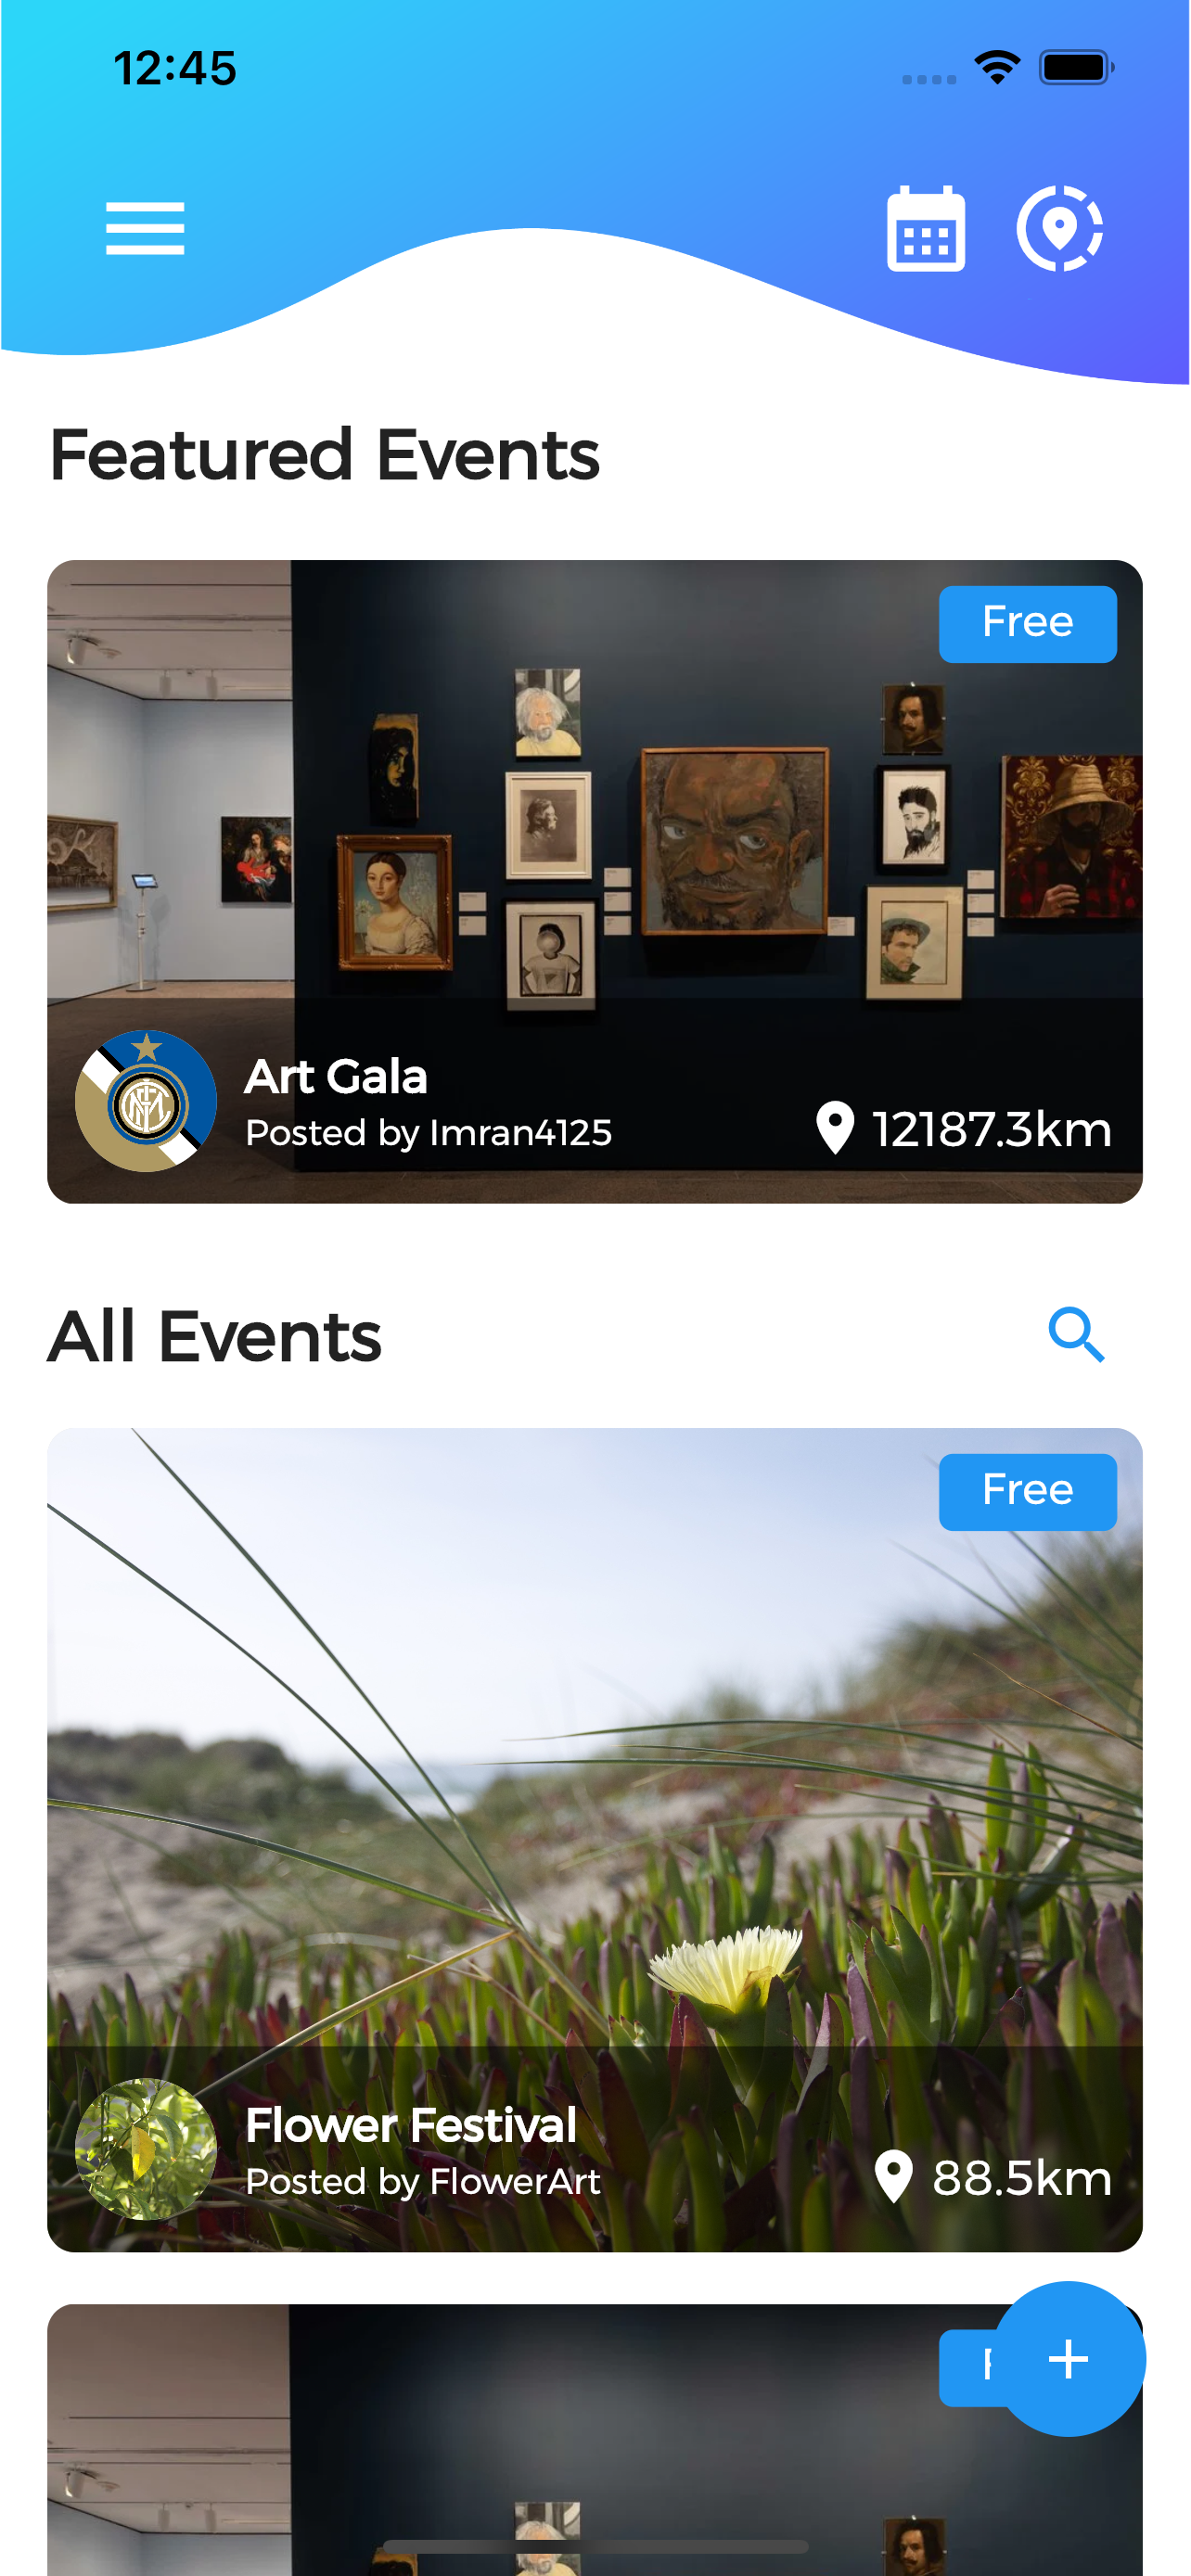 12:45
Featured Events
Free
Art Gala
Posted by Imran4125
12187.3km
All Events
Free
Flower Festival
Posted by FlowerArt
88.5km